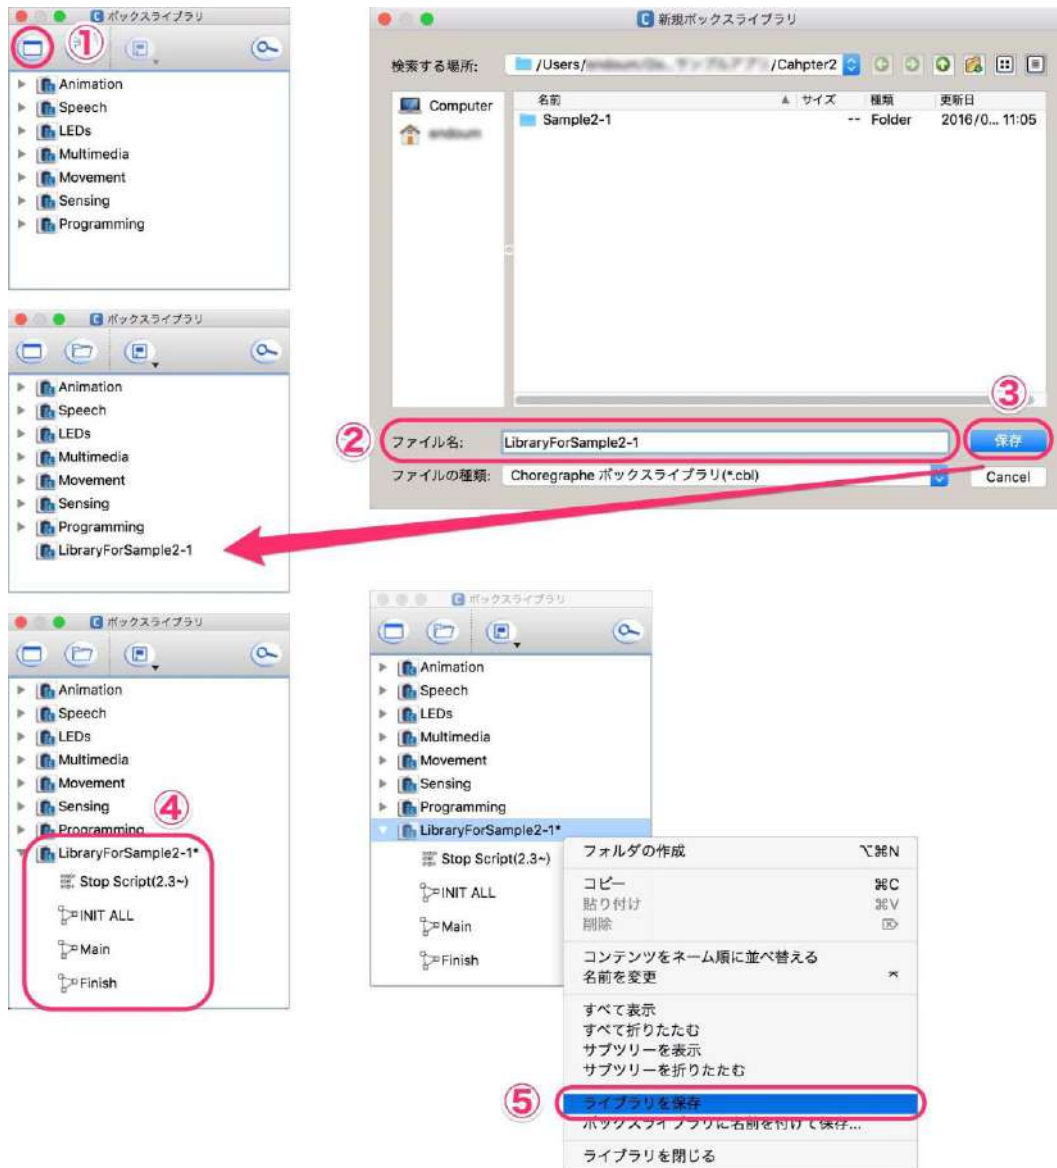 ボックスライブラリ
①
Animation
Speech
LEDs
Multimedia
Movement
Sensing
Programming
新規ボックスライブラリ
検索する場所:
/Users/
/Cahpter2
Computer
名前
サイズ
種類
更新日
Sample2-1
--
Folder
2016/0... 11:05
③
②
ファイル名:
LibraryForSample2-1
保存
ファイルの種類:
Choregraphe ボックスライブラリ(*.cbl)
Cancel
ボックスライブラリ
Animation
Speech
LEDs
Multimedia
Movement
Sensing
Programming
LibraryForSample2-1
ボックスライブラリ
Animation
Speech
LEDs
Multimedia
Movement
Sensing
④
Programming
LibraryForSample2-1*
Stop Script(2.3~)
INIT ALL
Main
Finish
ボックスライブラリ
Animation
Speech
LEDs
Multimedia
Movement
Sensing
Programming
LibraryForSample2-1*
Stop Script(2.3~)
INIT ALL
Main
Finish
フォルダの作成 ⌥⌘N
コピー ⌘C
貼り付け ⌘V
削除 ⌦
コンテンツをネーム順に並べ替える
名前を変更 ⌤
すべて表示
すべて折りたたむ
サブツリーを表示
サブツリーを折りたたむ
⑤
ライブラリを保存
ボックスライブラリに名前を付けて保存...
ライブラリを閉じる